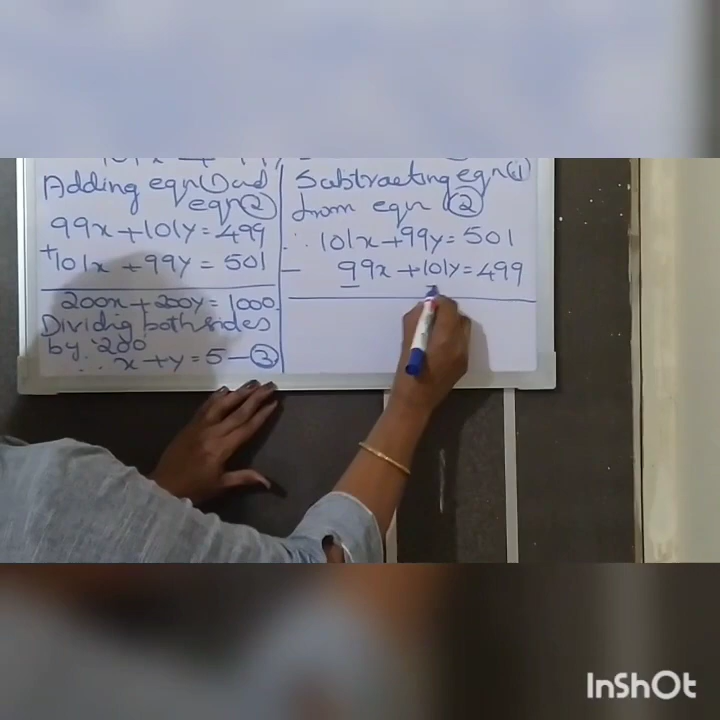 Adding eqn ① and
eqn ②
99x + 101y = 499
+ 101x + 99y = 501
200x + 200y = 1000
Dividig both sides
by 200
∴ x + y = 5 — ③
Subtracting eqn ①
from eqn ②
∴ 101x + 99y = 501
— 99x + 101y = 499
InShOt